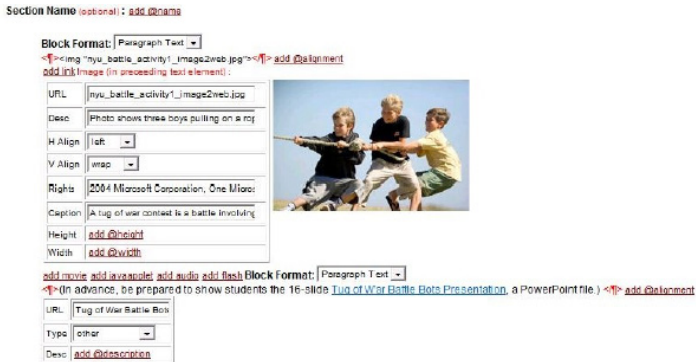 Section Name (optional) : add @name
Block Format: Paragraph Text
<¶><img "nyu_battle_activity1_image2web.jpg"></¶> add @alignment
add link Image (in preceeding text element) :
URL nyu_battle_activity1_image2web.jpg
Desc Photo shows three boys pulling on a rop
H Align left
V Align wrap
Rights 2004 Microsoft Corporation, One Micros
Caption A tug of war contest is a battle involving
Height add @height
Width add @width
add movie add javaapplet add audio add flash Block Format: Paragraph Text
<¶>(In advance, be prepared to show students the 16-slide Tug of War Battle Bots Presentation, a PowerPoint file.) </¶> add @alignment
URL Tug of War Battle Bots
Type other
Desc add @description